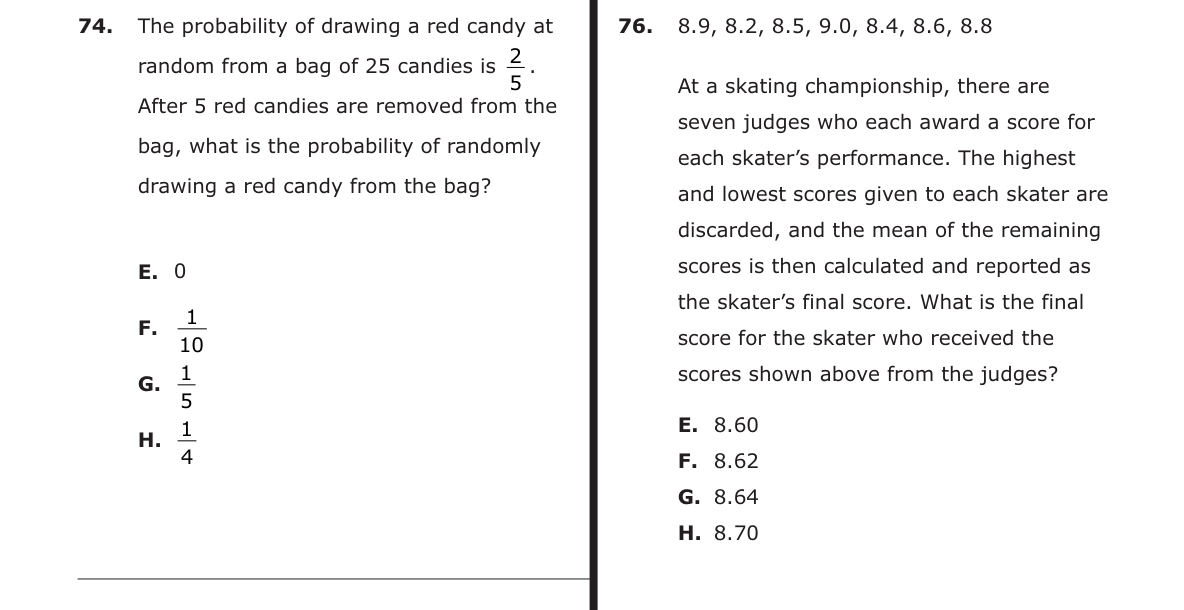 74. The probability of drawing a red candy at
random from a bag of 25 candies is 2/5.
After 5 red candies are removed from the
bag, what is the probability of randomly
drawing a red candy from the bag?
E. 0
F. 1/10
G. 1/5
H. 1/4
76. 8.9, 8.2, 8.5, 9.0, 8.4, 8.6, 8.8
At a skating championship, there are
seven judges who each award a score for
each skater’s performance. The highest
and lowest scores given to each skater are
discarded, and the mean of the remaining
scores is then calculated and reported as
the skater’s final score. What is the final
score for the skater who received the
scores shown above from the judges?
E. 8.60
F. 8.62
G. 8.64
H. 8.70